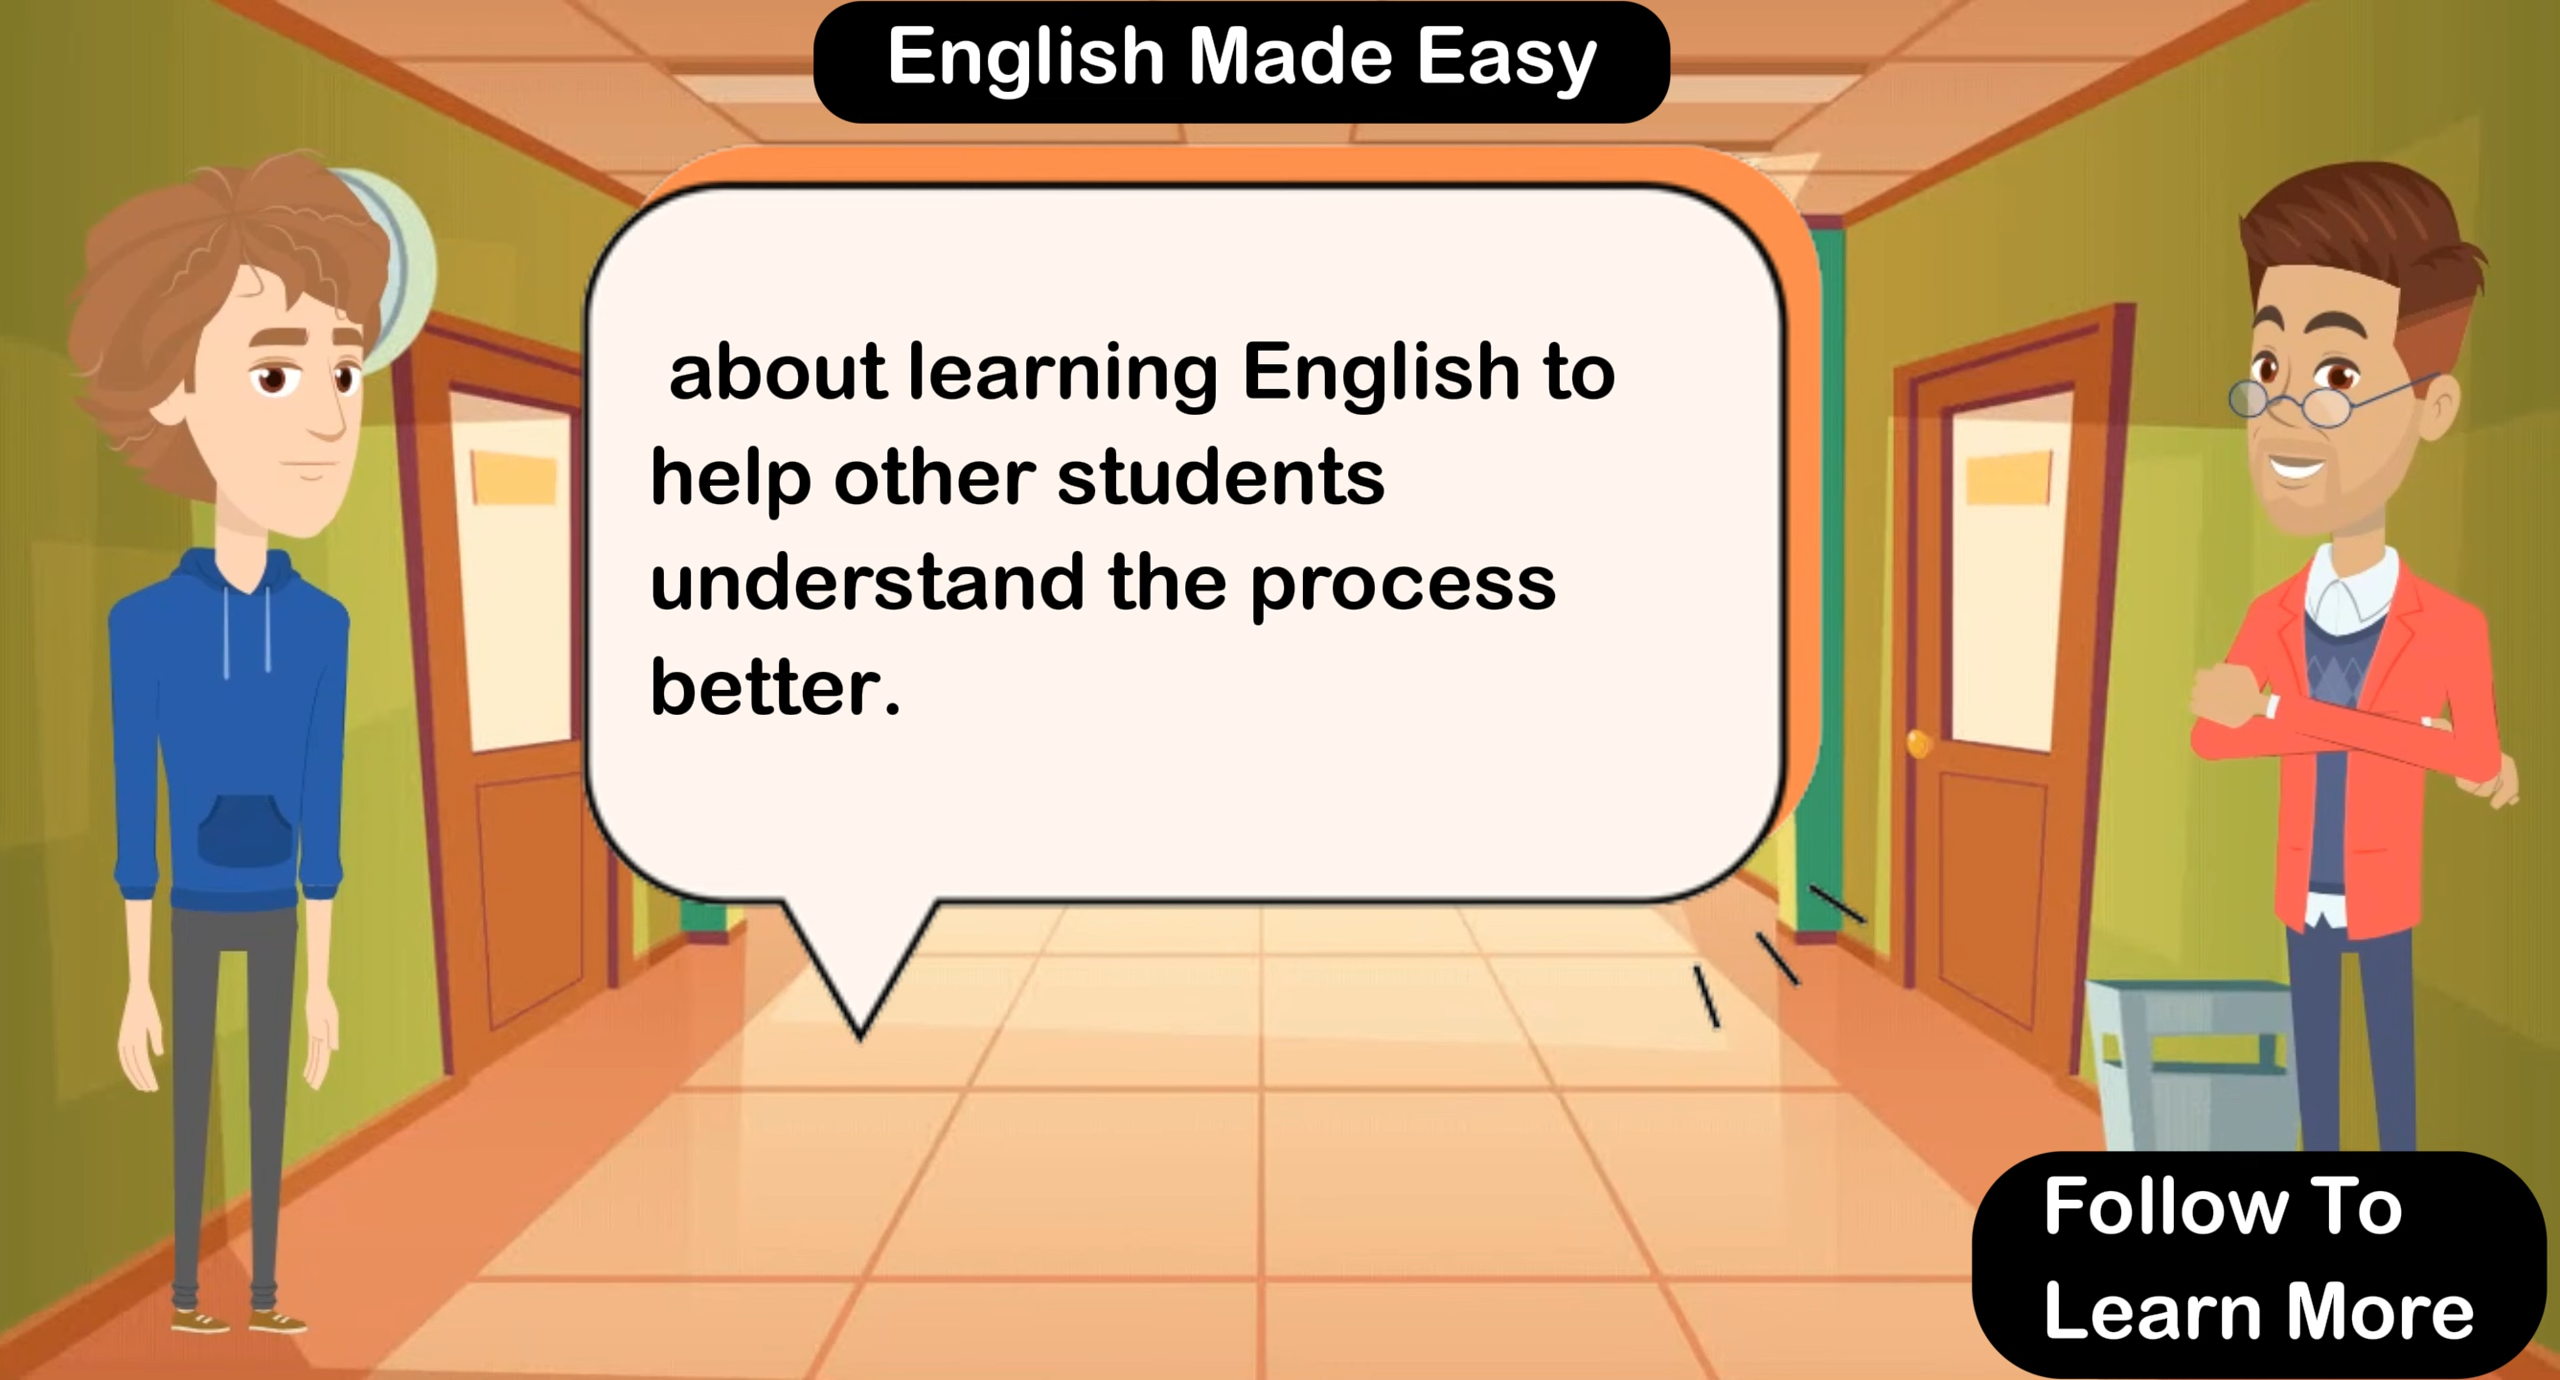 English Made Easy
about learning English to
help other students
understand the process
better.
Follow To
Learn More